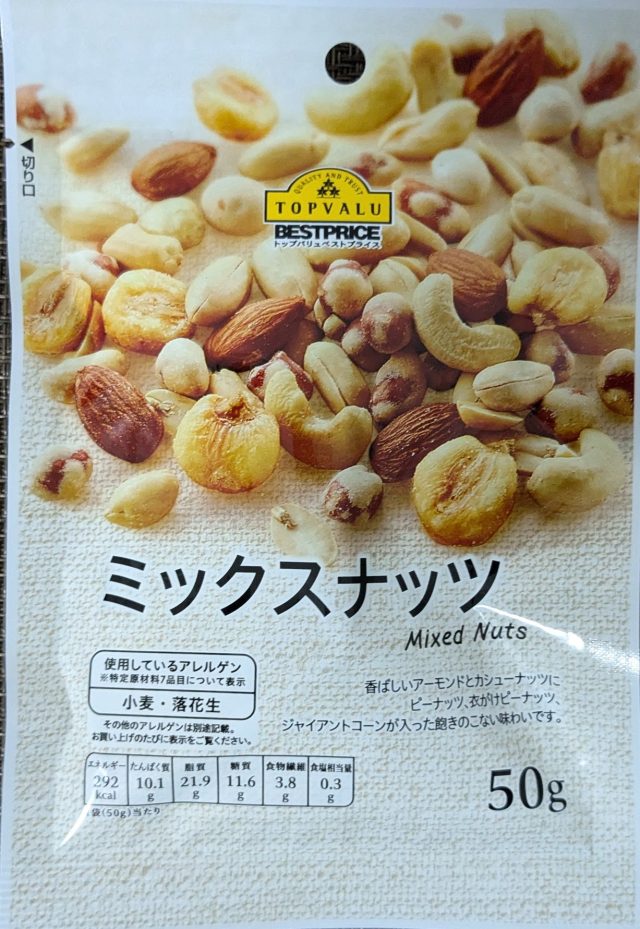 切り口
QUALITY AND TRUST
TOPVALU
BESTPRICE
トップバリュベストプライス
ミックスナッツ
Mixed Nuts
使用しているアレルゲン
※特定原材料7品目について表示
小麦・落花生
その他のアレルゲンは別途記載。
お買い上げのたびに表示をご覧ください。
香ばしいアーモンドとカシューナッツに
ピーナッツ、衣がけピーナッツ、
ジャイアントコーンが入った飽きのこない味わいです。
エネルギー たんぱく質 脂質 糖質 食物繊維 食塩相当量
292 10.1 21.9 11.6 3.8 0.3
kcal g g g g g
袋(50g)当たり
50g